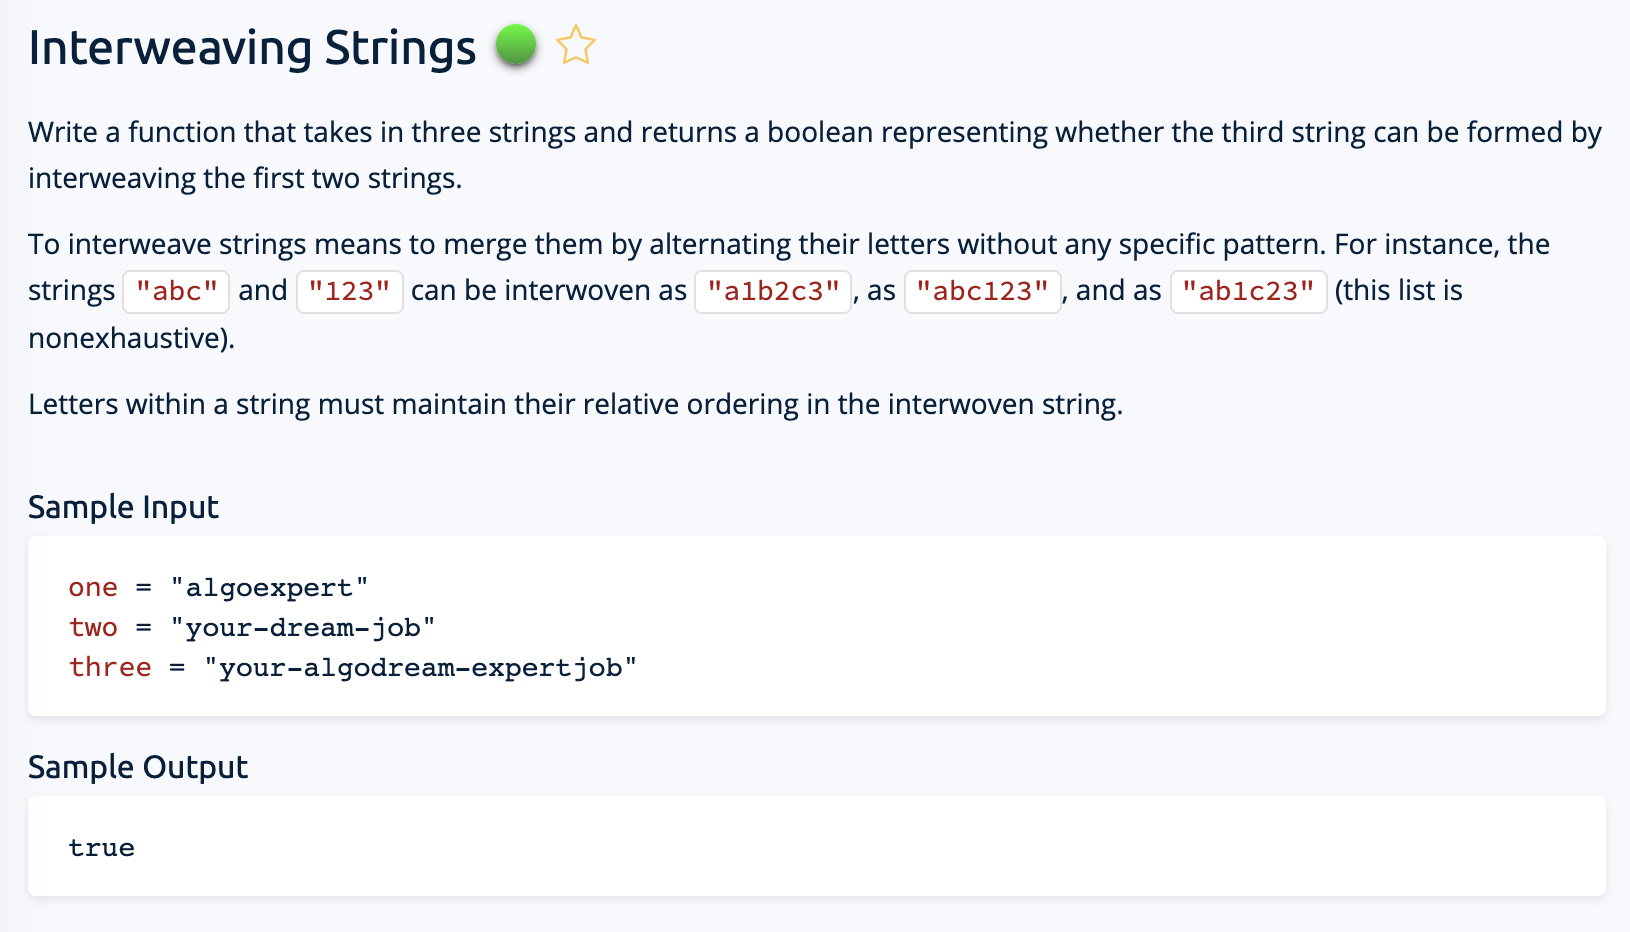 Interweaving Strings
Write a function that takes in three strings and returns a boolean representing whether the third string can be formed by
interweaving the first two strings.
To interweave strings means to merge them by alternating their letters without any specific pattern. For instance, the
strings "abc" and "123" can be interwoven as "a1b2c3", as "abc123", and as "ab1c23" (this list is
nonexhaustive).
Letters within a string must maintain their relative ordering in the interwoven string.
Sample Input
one = "algoexpert"
two = "your-dream-job"
three = "your-algodream-expertjob"
Sample Output
true